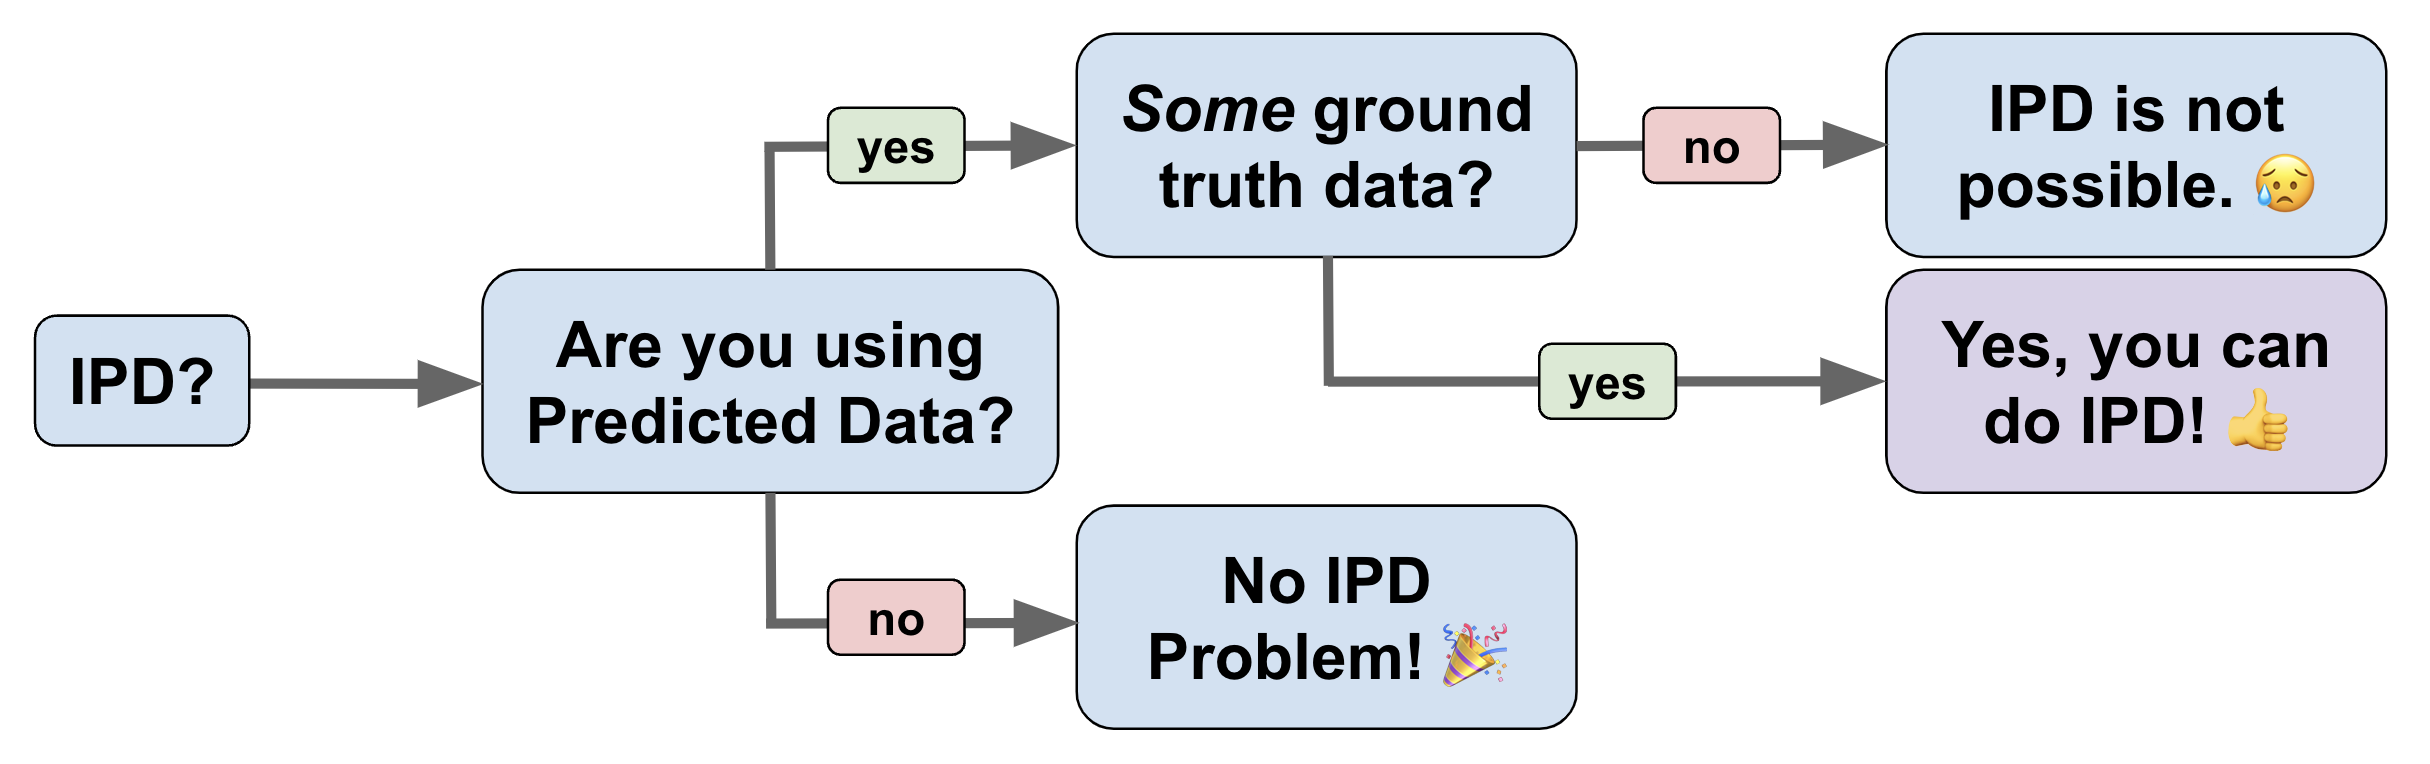 IPD?
Are you using
Predicted Data?
yes
Some ground
truth data?
no
IPD is not
possible. 😥
yes
Yes, you can
do IPD! 👍
no
No IPD
Problem! 🎉